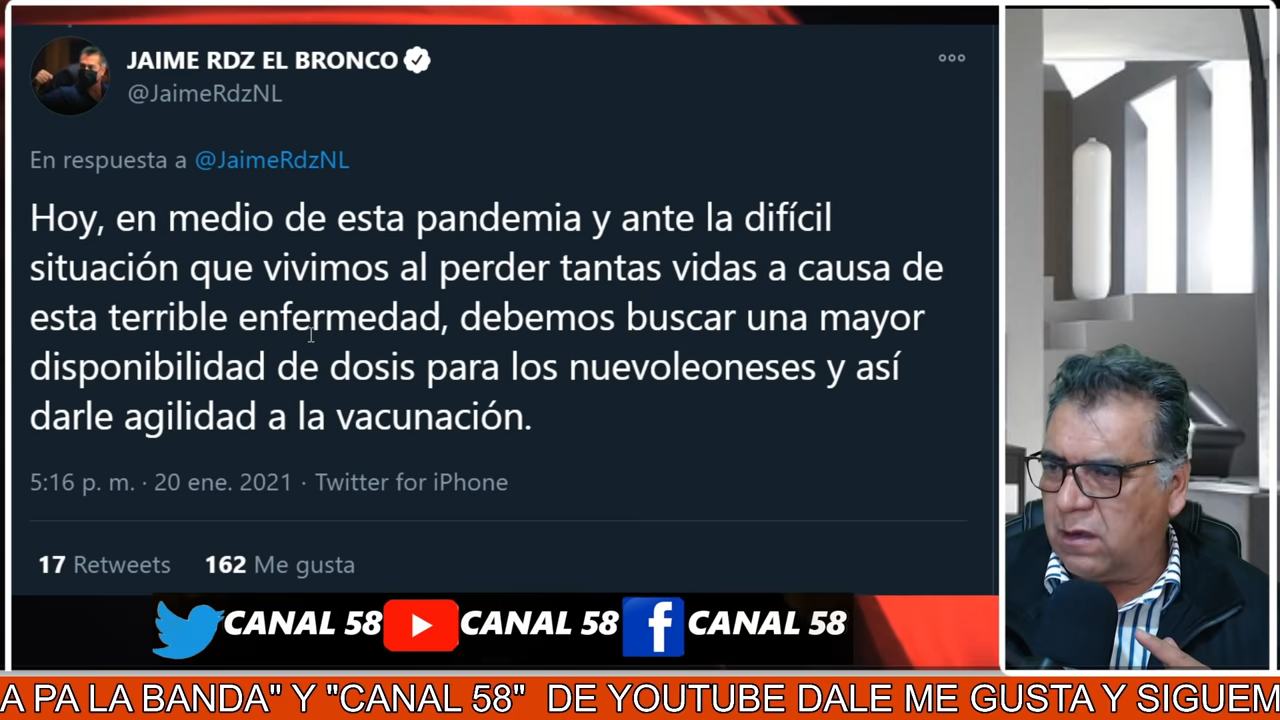 JAIME RDZ EL BRONCO
@JaimeRdzNL
En respuesta a @JaimeRdzNL
Hoy, en medio de esta pandemia y ante la difícil
situación que vivimos al perder tantas vidas a causa de
esta terrible enfermedad, debemos buscar una mayor
disponibilidad de dosis para los nuevoleoneses y así
darle agilidad a la vacunación.
5:16 p. m. · 20 ene. 2021 · Twitter for iPhone
17 Retweets 162 Me gusta
CANAL 58 CANAL 58 CANAL 58
A PA LA BANDA" Y "CANAL 58" DE YOUTUBE DALE ME GUSTA Y SIGUEM